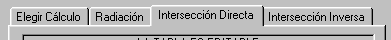 Elegir Cálculo Radiación Intersección Directa Intersección Inversa